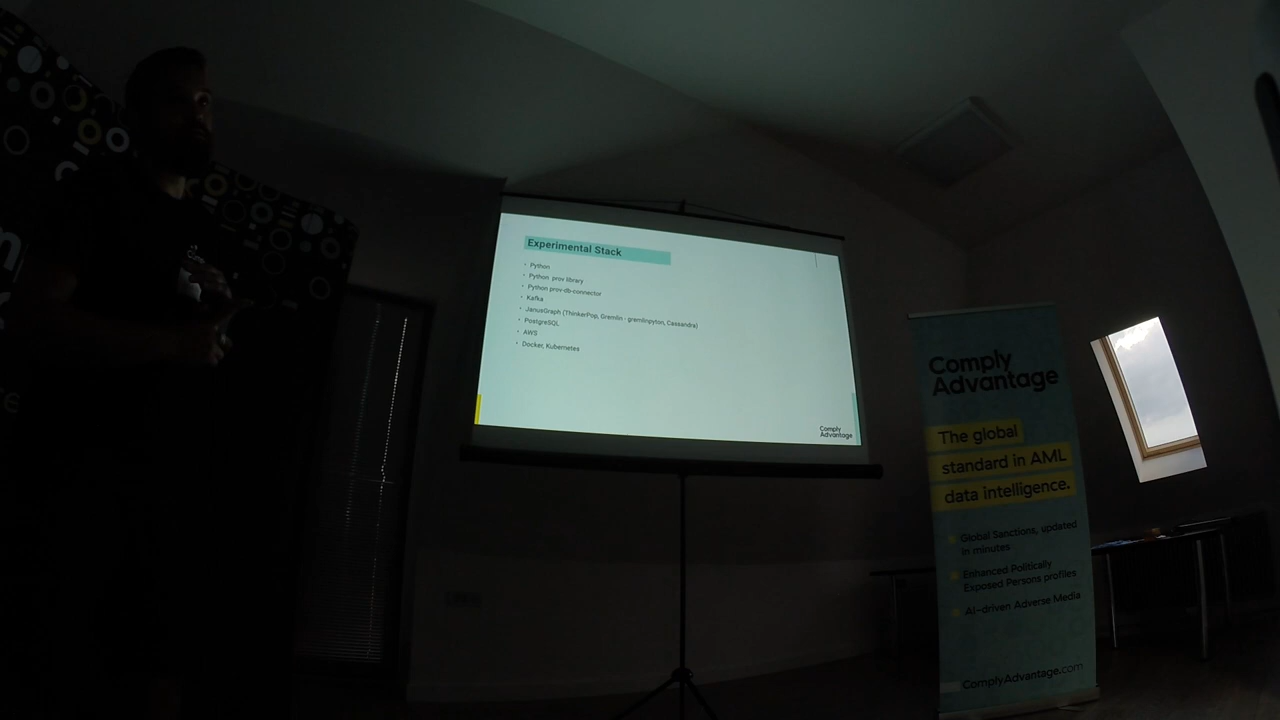 Experimental Stack
• Python
• Python prov library
• Python prov-db-connector
• Kafka
• JanusGraph (ThinkerPop, Gremlin - gremlinpyton, Cassandra)
• PostgreSQL
• AWS
• Docker, Kubernetes
Comply
Advantage
Comply
Advantage
The global
standard in AML
data intelligence.
Global Sanctions, updated
in minutes
Enhanced Politically
Exposed Persons profiles
AI-driven Adverse Media
ComplyAdvantage.com